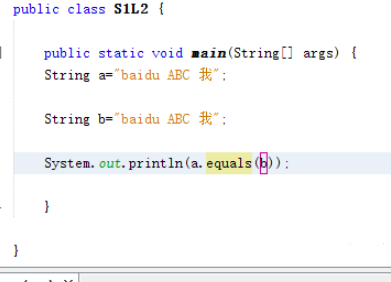 public class S1L2 {
public static void main(String[] args) {
String a="baidu ABC 我";
String b="baidu ABC 我";
System.out.println(a.equals(b));
}
}